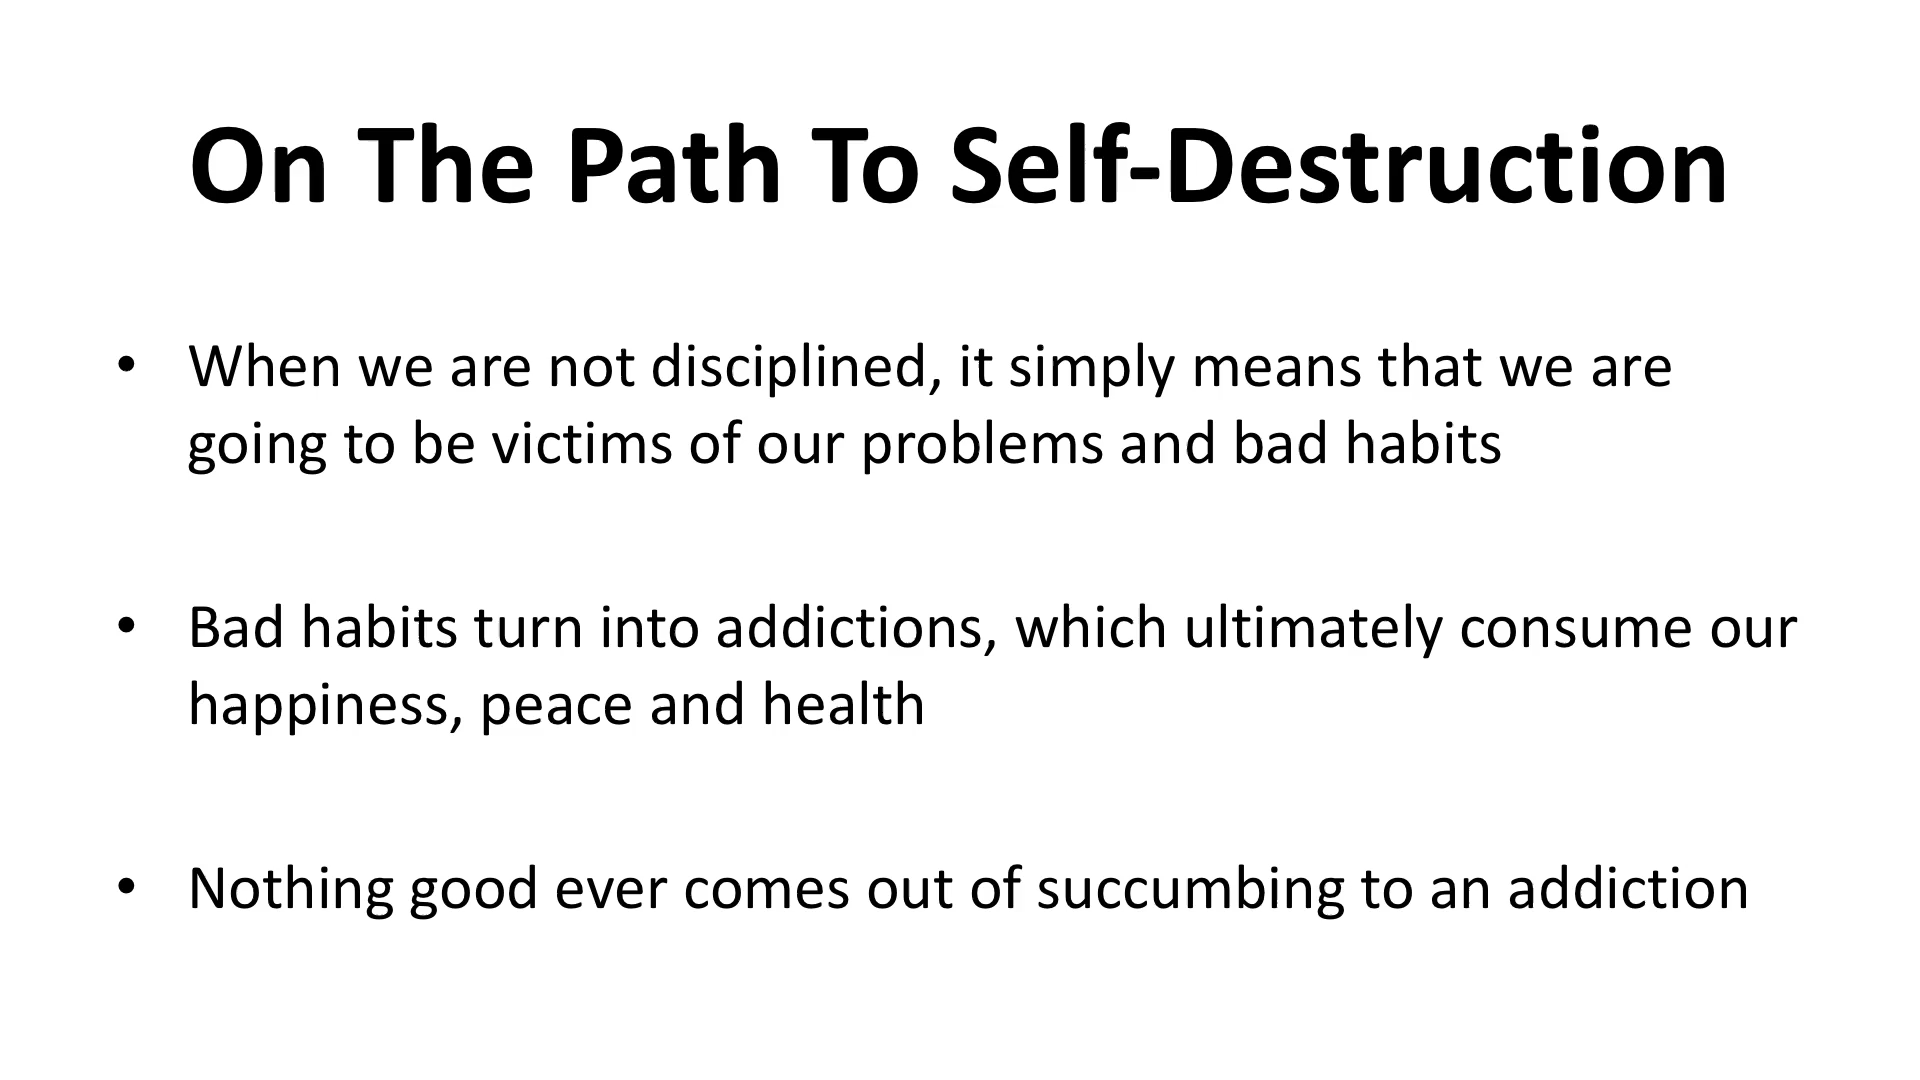 On The Path To Self-Destruction
• When we are not disciplined, it simply means that we are
going to be victims of our problems and bad habits
• Bad habits turn into addictions, which ultimately consume our
happiness, peace and health
• Nothing good ever comes out of succumbing to an addiction